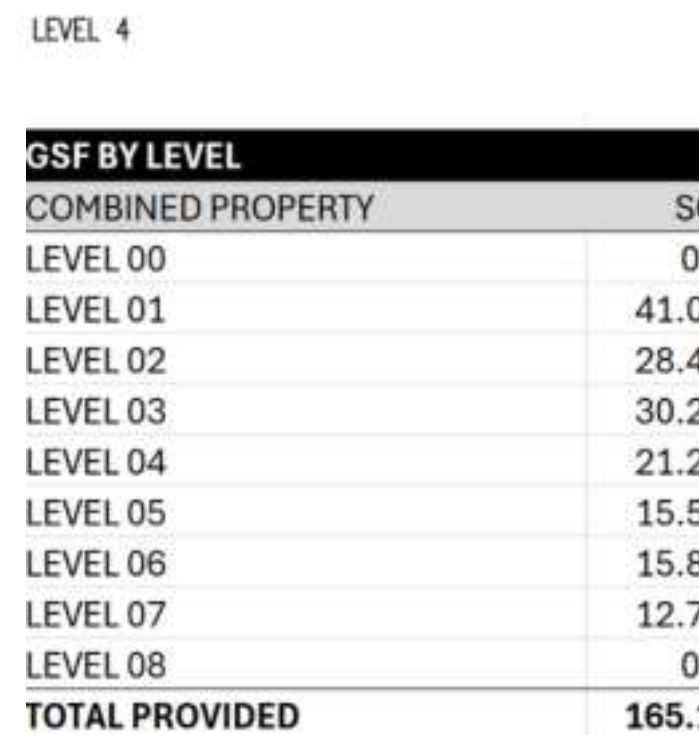 LEVEL 4
GSF BY LEVEL
COMBINED PROPERTY S
LEVEL 00 0
LEVEL 01 41.0
LEVEL 02 28.4
LEVEL 03 30.2
LEVEL 04 21.2
LEVEL 05 15.5
LEVEL 06 15.8
LEVEL 07 12.7
LEVEL 08 0
TOTAL PROVIDED 165.